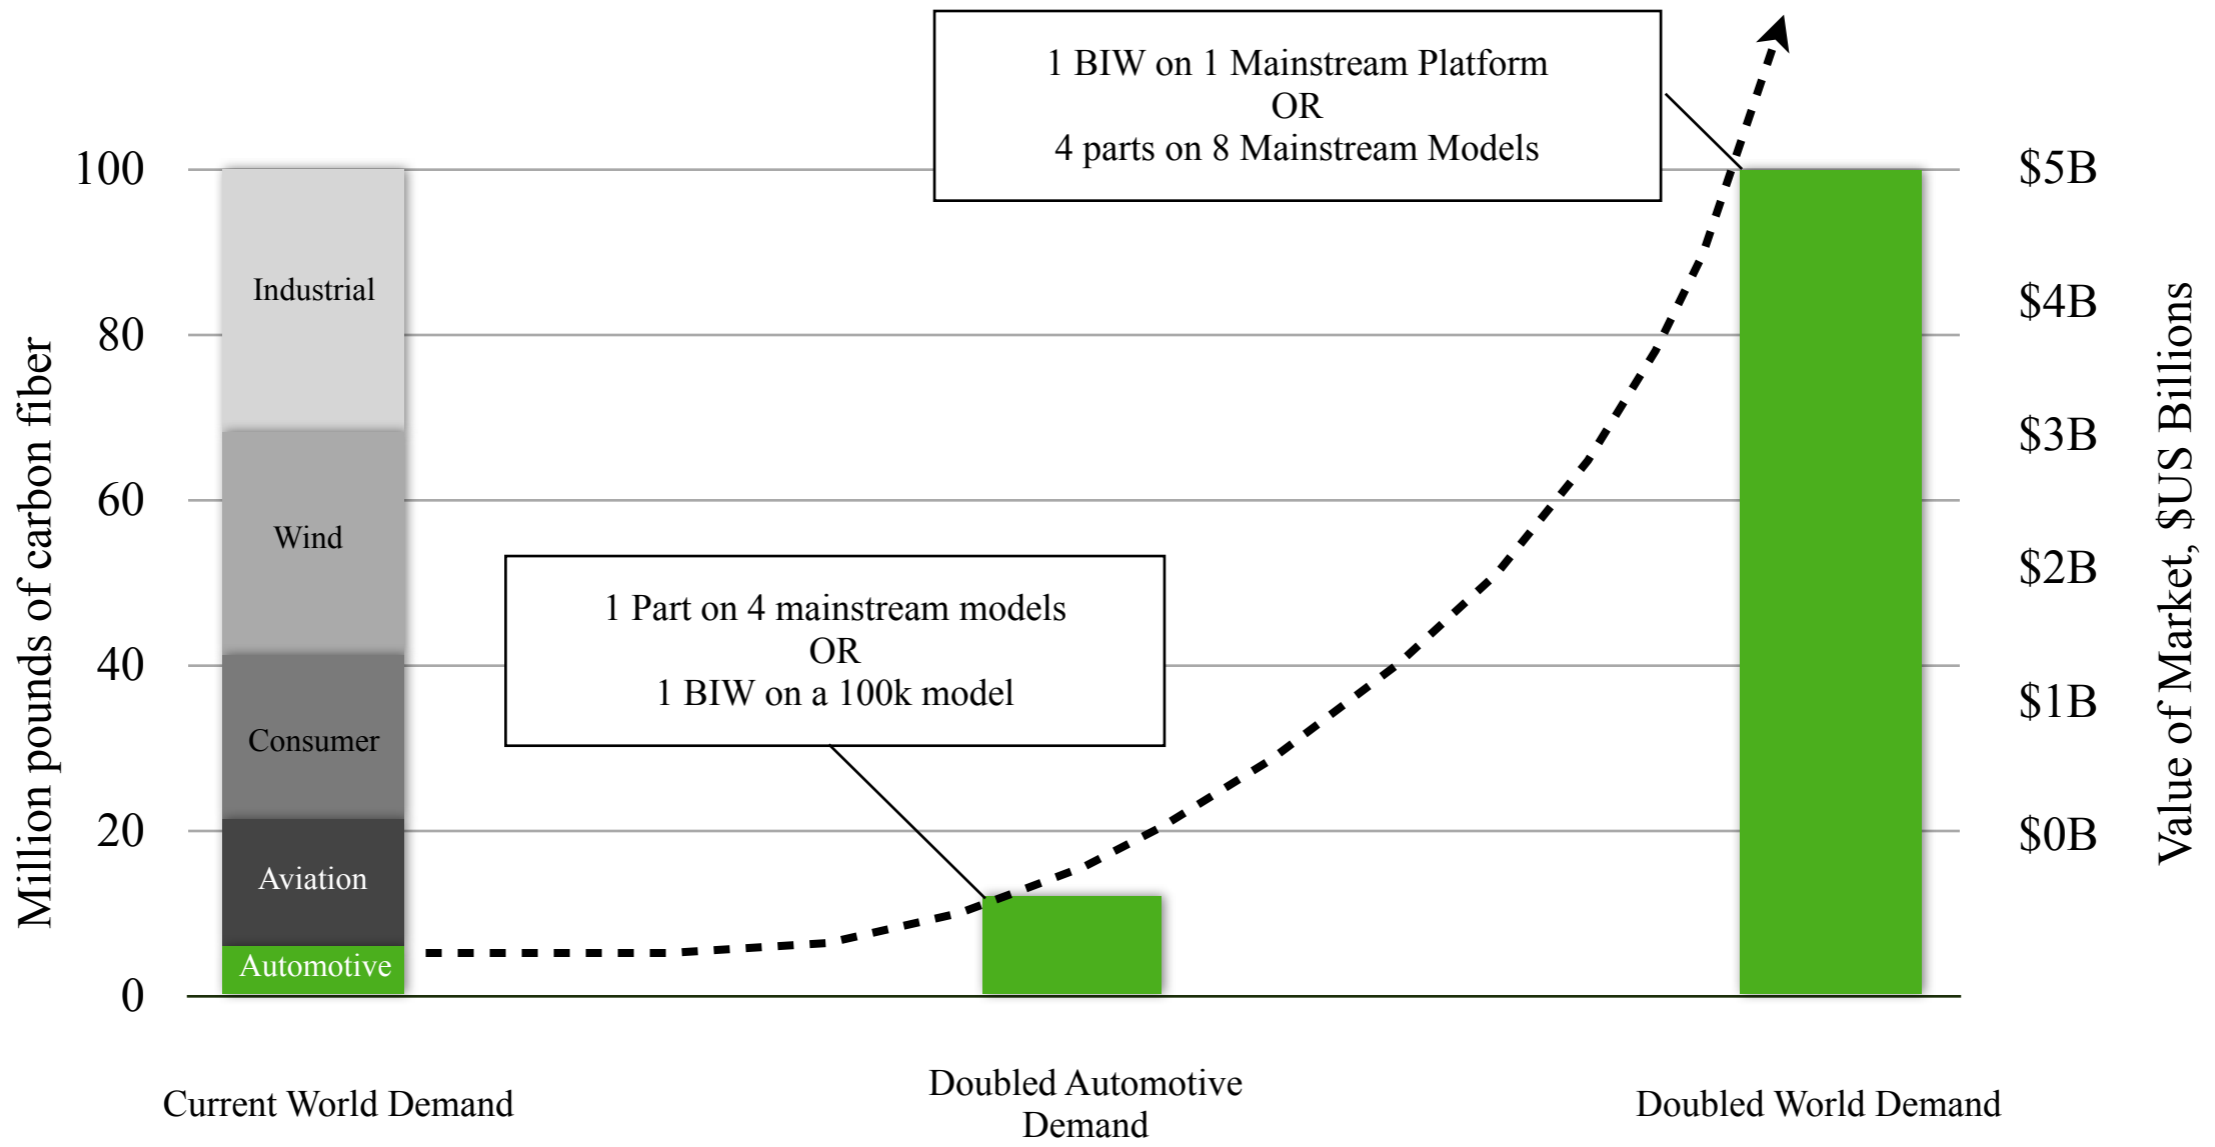 1 BIW on 1 Mainstream Platform
OR
4 parts on 8 Mainstream Models
1 Part on 4 mainstream models
OR
1 BIW on a 100k model
Million pounds of carbon fiber
100
80
60
40
20
0
Industrial
Wind
Consumer
Aviation
Automotive
$5B
$4B
$3B
$2B
$1B
$0B
Value of Market, $US Billions
Current World Demand
Doubled Automotive
Demand
Doubled World Demand